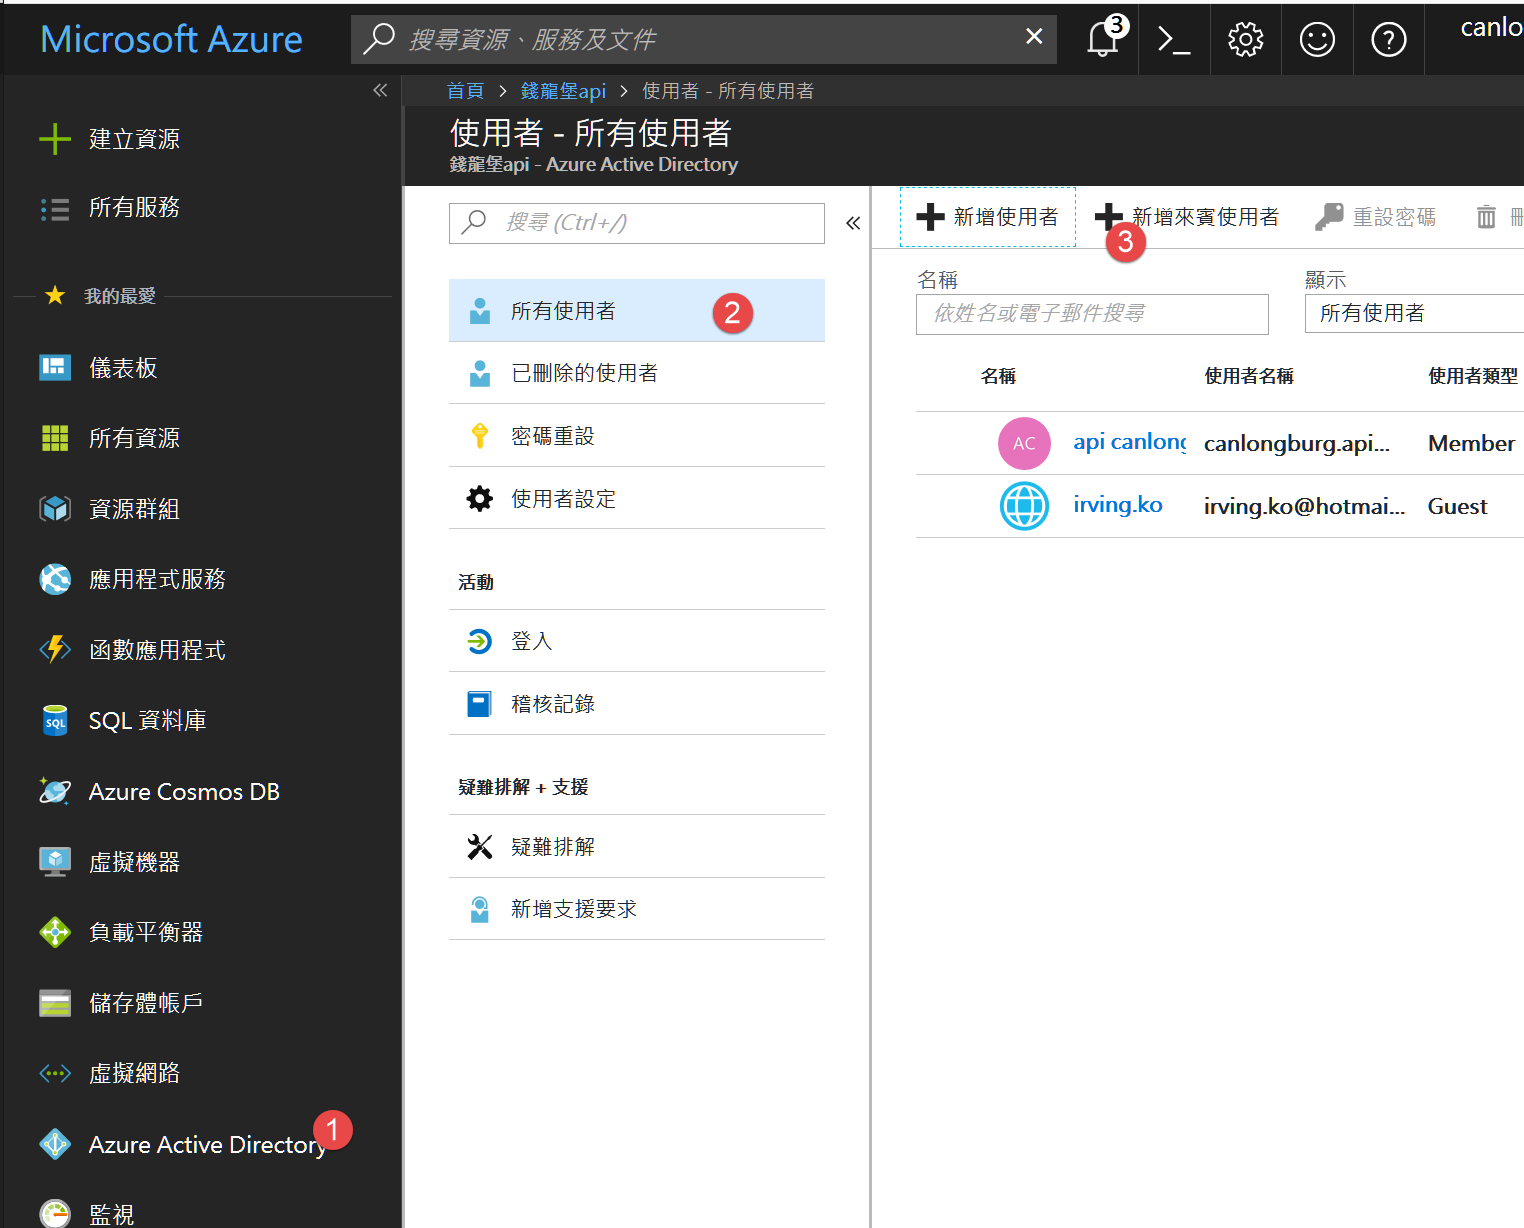 Microsoft Azure
搜尋資源、服務及文件
3
canlo
首頁 > 錢龍堡api > 使用者 - 所有使用者
使用者 - 所有使用者
錢龍堡api - Azure Active Directory
建立資源
所有服務
我的最愛
儀表板
所有資源
資源群組
應用程式服務
函數應用程式
SQL 資料庫
Azure Cosmos DB
虛擬機器
負載平衡器
儲存體帳戶
虛擬網路
Azure Active Directory
1
監視
搜尋 (Ctrl+/)
所有使用者
2
已刪除的使用者
密碼重設
使用者設定
活動
登入
稽核記錄
疑難排解 + 支援
疑難排解
新增支援要求
新增使用者
新增來賓使用者
3
重設密碼
名稱
顯示
依姓名或電子郵件搜尋
所有使用者
名稱 使用者名稱 使用者類型
AC api canlong canlongburg.api... Member
irving.ko irving.ko@hotmai... Guest